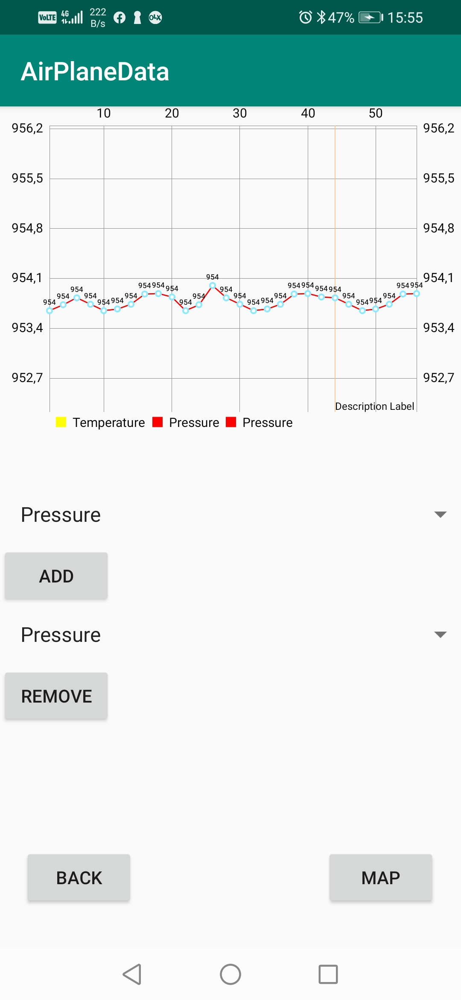 VoLTE 4G 222 B/s OLX 47% 15:55
AirPlaneData
10 20 30 40 50
956,2 956,2
955,5 955,5
954,8 954,8
954,1 954,1
954 954 954 954 954 954 954 954 954 954 954 954 954 954 954 954 954 954 954 954 954 954 954 954 954 954 954 954
953,4 953,4
952,7 952,7
Description Label
Temperature Pressure Pressure
Pressure
ADD
Pressure
REMOVE
BACK MAP